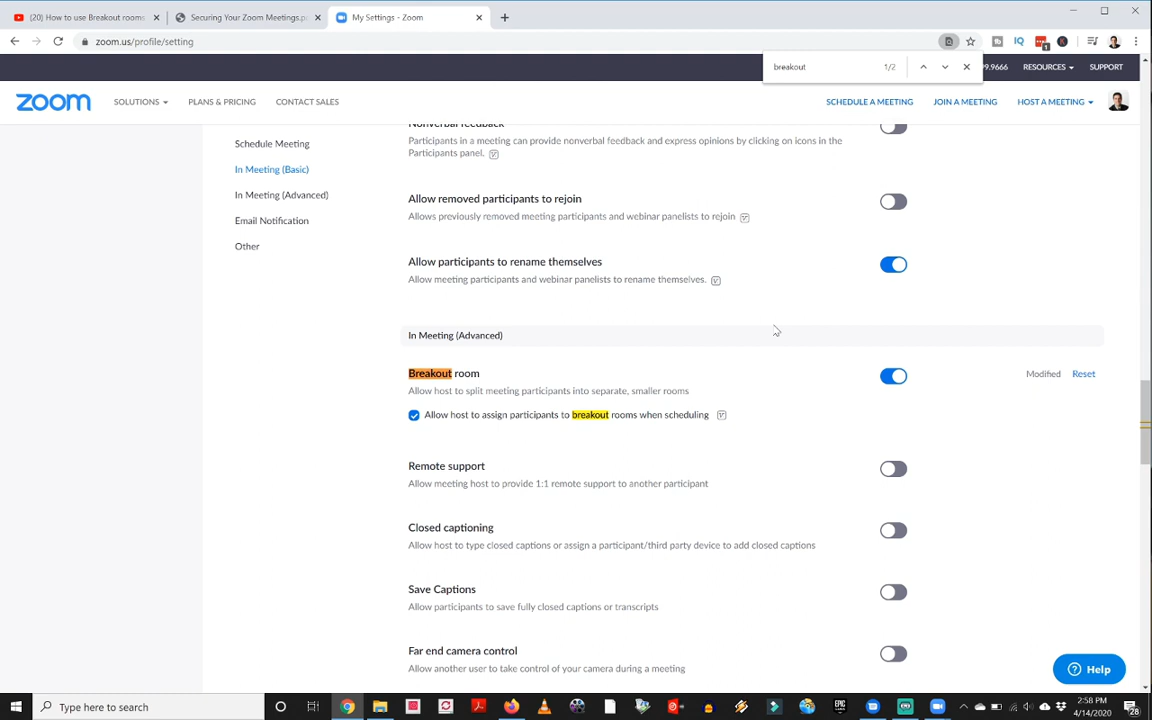 (20) How to use Breakout rooms
Securing Your Zoom Meetings.p
My Settings - Zoom
zoom.us/profile/setting
breakout
1/2
99.9666
RESOURCES
SUPPORT
zoom
SOLUTIONS
PLANS & PRICING
CONTACT SALES
SCHEDULE A MEETING
JOIN A MEETING
HOST A MEETING
Schedule Meeting
In Meeting (Basic)
In Meeting (Advanced)
Email Notification
Other
Nonverbal feedback
Participants in a meeting can provide nonverbal feedback and express opinions by clicking on icons in the
Participants panel.
Allow removed participants to rejoin
Allows previously removed meeting participants and webinar panelists to rejoin
Allow participants to rename themselves
Allow meeting participants and webinar panelists to rename themselves.
In Meeting (Advanced)
Breakout room
Modified Reset
Allow host to split meeting participants into separate, smaller rooms
Allow host to assign participants to breakout rooms when scheduling
Remote support
Allow meeting host to provide 1:1 remote support to another participant
Closed captioning
Allow host to type closed captions or assign a participant/third party device to add closed captions
Save Captions
Allow participants to save fully closed captions or transcripts
Far end camera control
Allow another user to take control of your camera during a meeting
Help
Type here to search
2:58 PM
4/14/2020
28